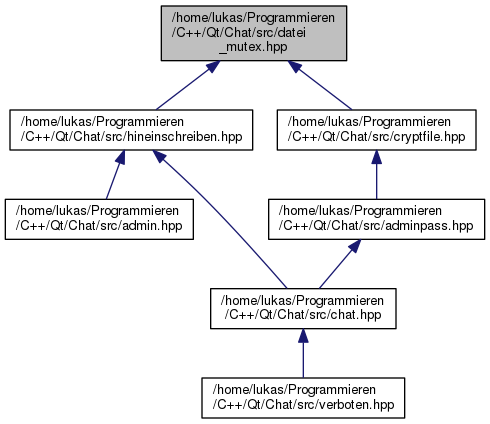 /home/lukas/Programmieren
/C++/Qt/Chat/src/datei
_mutex.hpp
/home/lukas/Programmieren
/C++/Qt/Chat/src/hineinschreiben.hpp
/home/lukas/Programmieren
/C++/Qt/Chat/src/cryptfile.hpp
/home/lukas/Programmieren
/C++/Qt/Chat/src/admin.hpp
/home/lukas/Programmieren
/C++/Qt/Chat/src/adminpass.hpp
/home/lukas/Programmieren
/C++/Qt/Chat/src/chat.hpp
/home/lukas/Programmieren
/C++/Qt/Chat/src/verboten.hpp